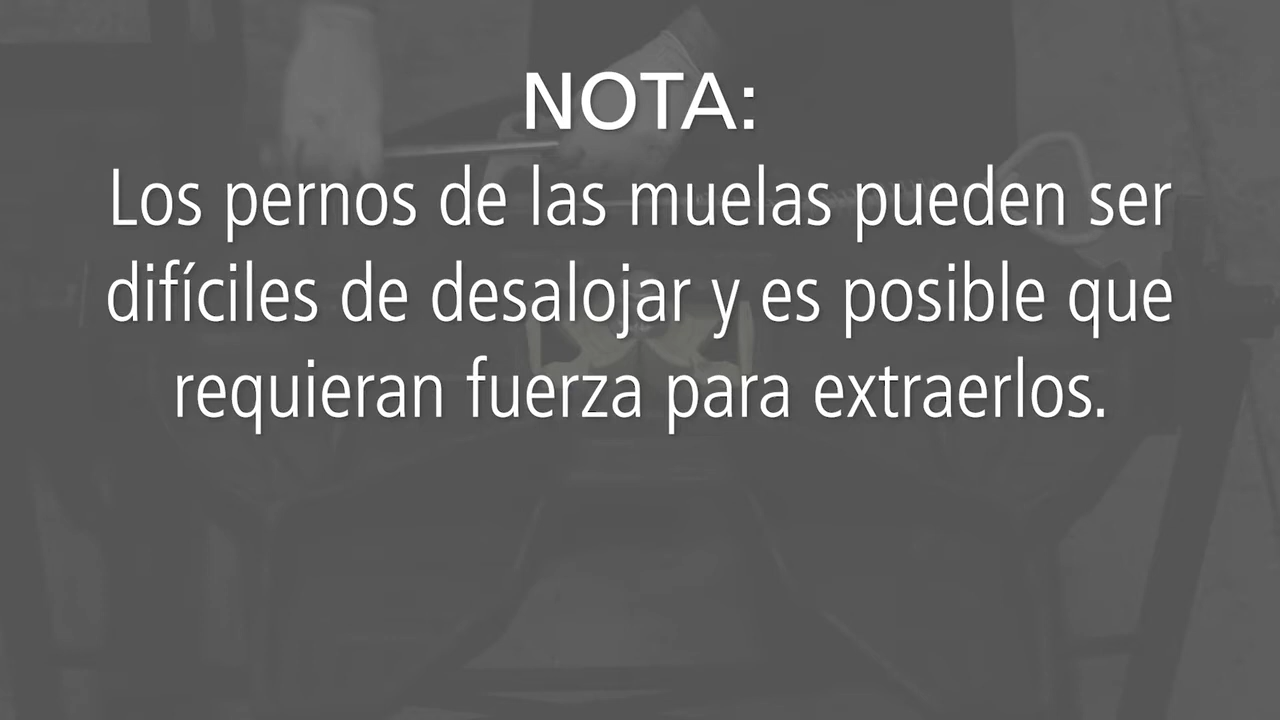 NOTA:
Los pernos de las muelas pueden ser
difíciles de desalojar y es posible que
requieran fuerza para extraerlos.